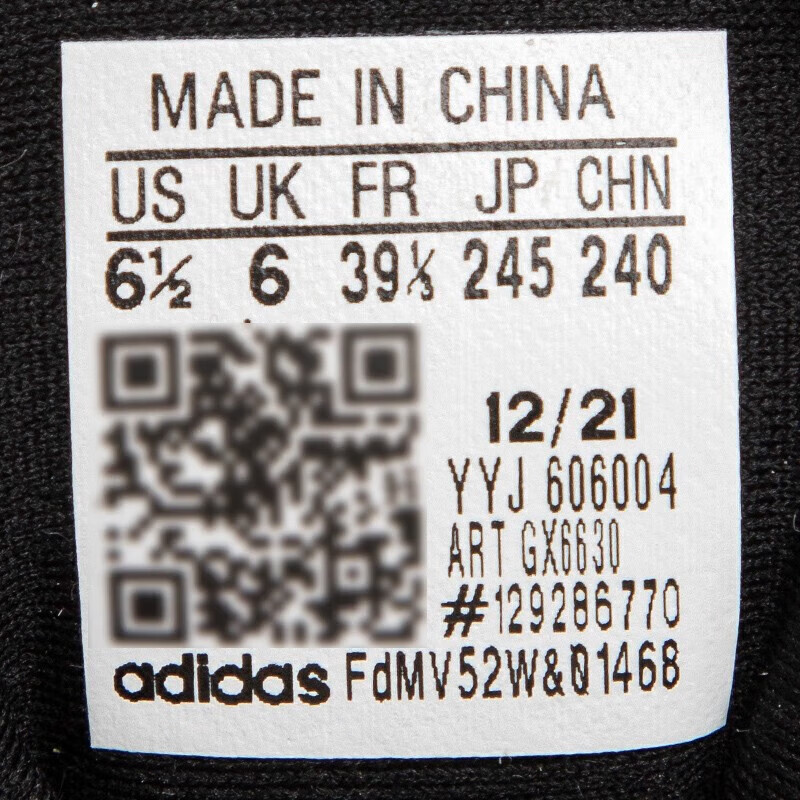 MADE IN CHINA
US UK FR JP CHN
6½ 6 39⅓ 245 240
12/21
YYJ 606004
ART GX6630
#129286770
adidas FdMV52W&01468